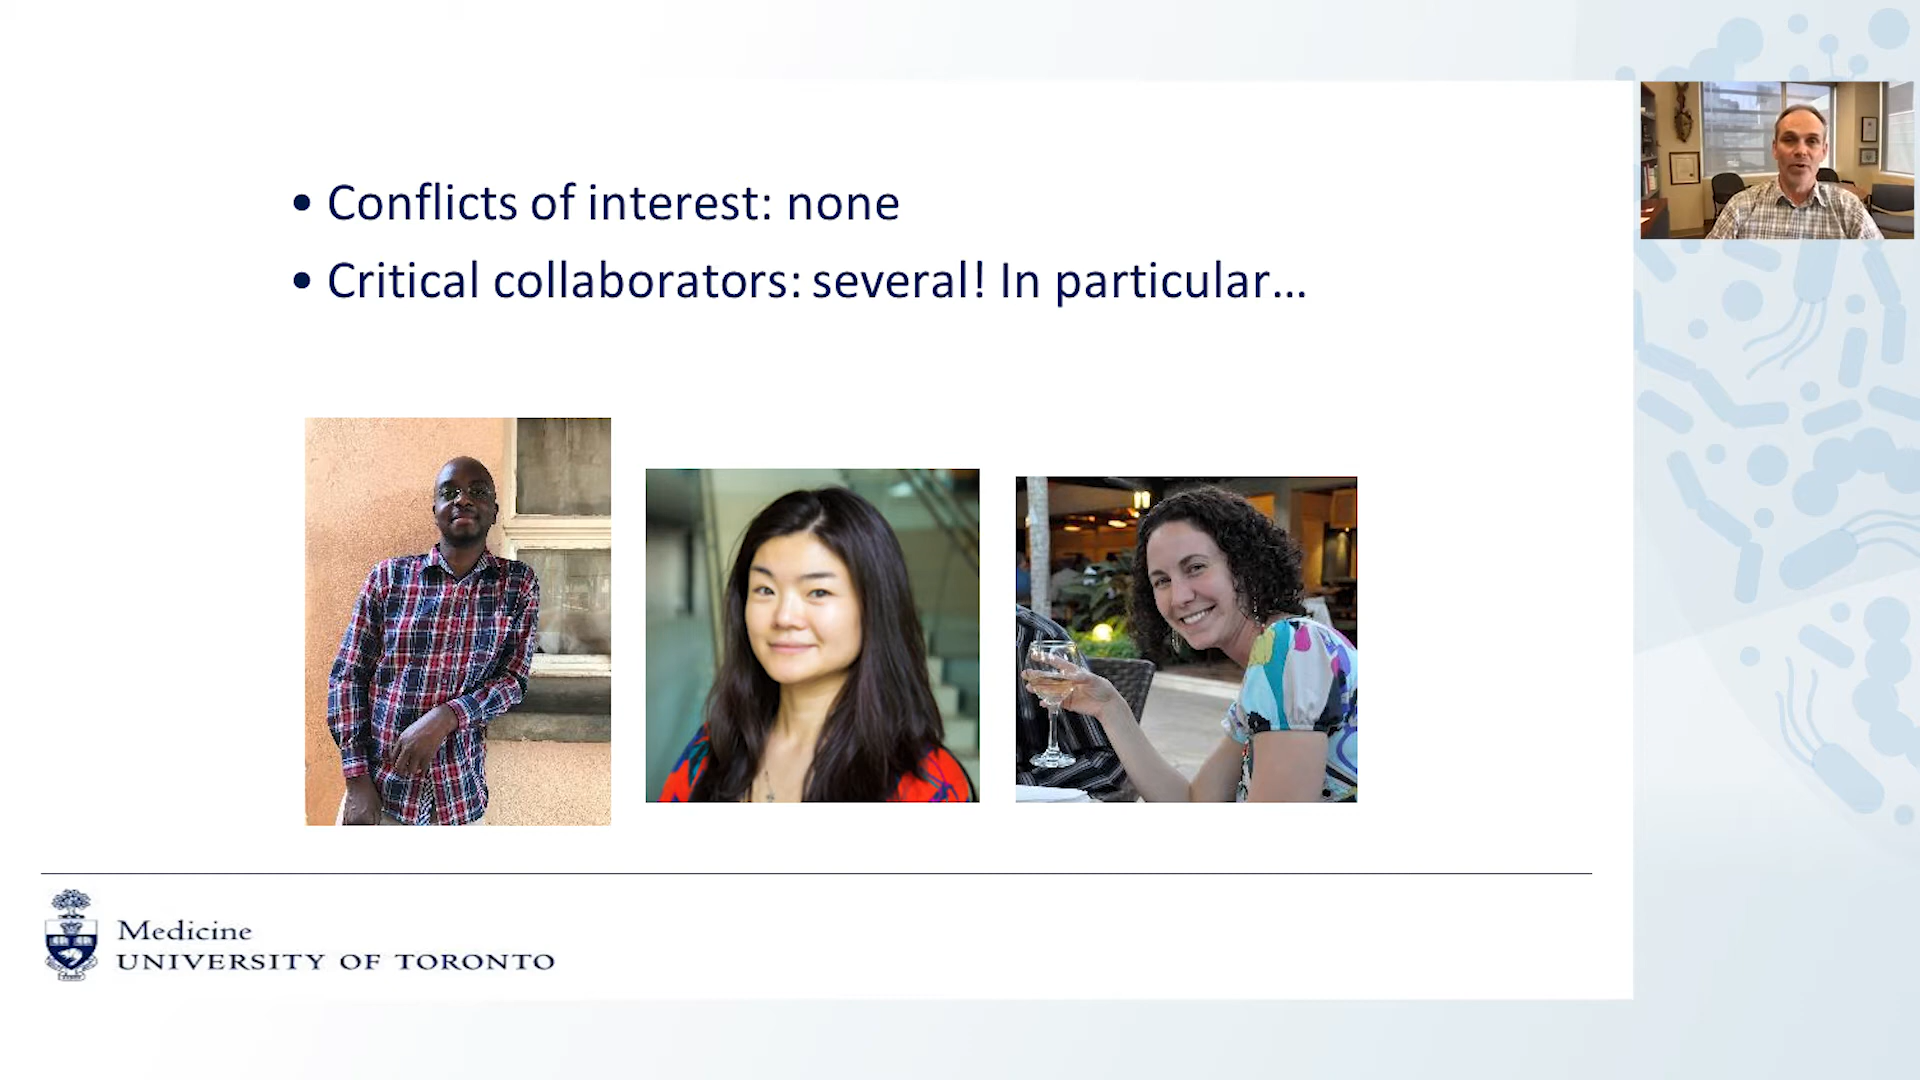 • Conflicts of interest: none
• Critical collaborators: several! In particular…
Medicine
UNIVERSITY OF TORONTO